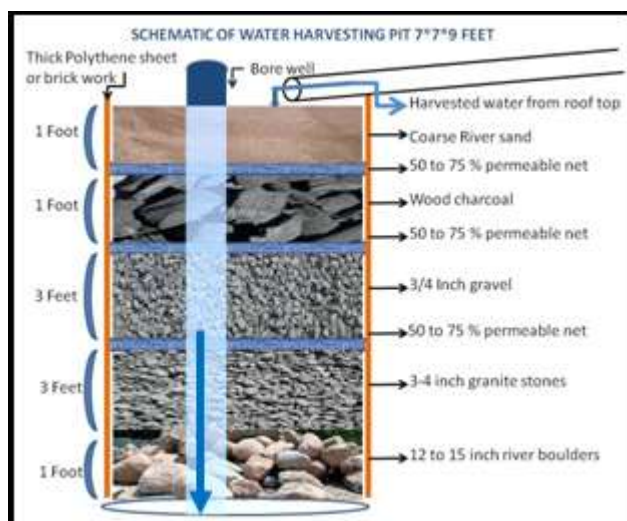 SCHEMATIC OF WATER HARVESTING PIT 7*7*9 FEET
Thick Polythene sheet
or brick work
Bore well
Harvested water from roof top
1 Foot
Coarse River sand
50 to 75 % permeable net
1 Foot
Wood charcoal
50 to 75 % permeable net
3 Feet
3/4 Inch gravel
50 to 75 % permeable net
3 Feet
3-4 inch granite stones
1 Foot
12 to 15 inch river boulders